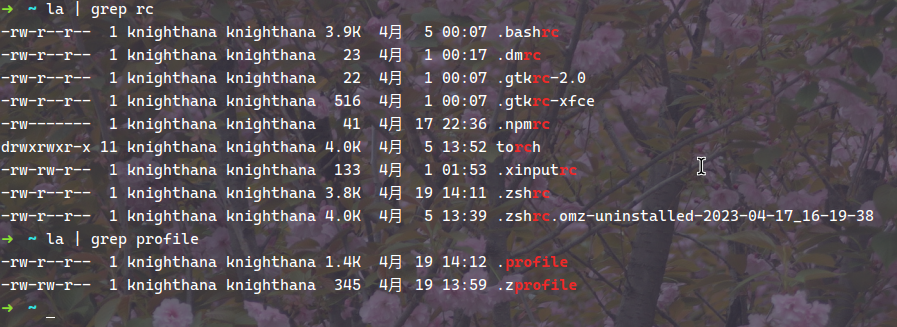 ➜  ~ la | grep rc
-rw-r--r--  1 knighthana knighthana 3.9K  4月   5 00:07 .bashrc
-rw-r--r--  1 knighthana knighthana   23  4月   1 00:17 .dmrc
-rw-r--r--  1 knighthana knighthana   22  4月   1 00:07 .gtkrc-2.0
-rw-r--r--  1 knighthana knighthana  516  4月   1 00:07 .gtkrc-xfce
-rw-------  1 knighthana knighthana   41  4月  17 22:36 .npmrc
drwxrwxr-x 11 knighthana knighthana 4.0K  4月   5 13:52 torch
-rw-rw-r--  1 knighthana knighthana  133  4月   1 01:53 .xinputrc
-rw-r--r--  1 knighthana knighthana 3.8K  4月  19 14:11 .zshrc
-rw-r--r--  1 knighthana knighthana 4.0K  4月   5 13:39 .zshrc.omz-uninstalled-2023-04-17_16-19-38
➜  ~ la | grep profile
-rw-r--r--  1 knighthana knighthana 1.4K  4月  19 14:12 .profile
-rw-r--r--  1 knighthana knighthana  345  4月  19 13:59 .zprofile
➜  ~ _